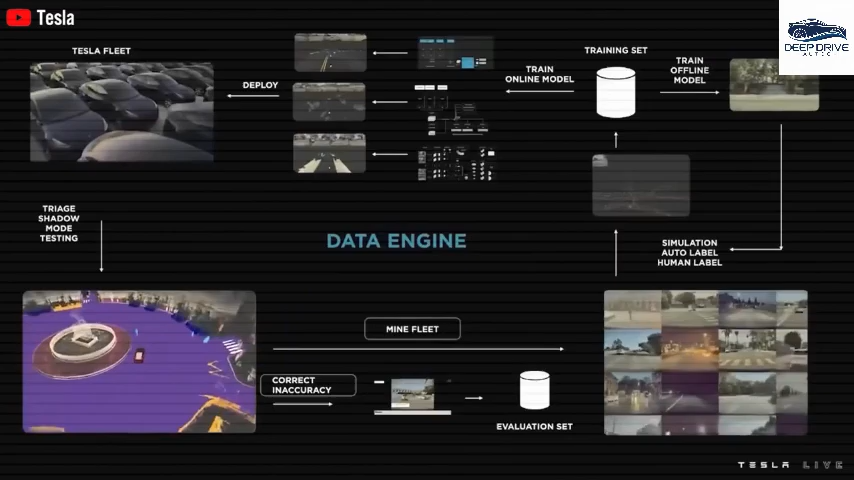 Tesla
DEEP DRIVE
TESLA FLEET
DEPLOY
TRAIN
ONLINE MODEL
TRAINING SET
TRAIN
OFFLINE
MODEL
TRIAGE
SHADOW
MODE
TESTING
DATA ENGINE
SIMULATION
AUTO LABEL
HUMAN LABEL
MINE FLEET
CORRECT
INACCURACY
EVALUATION SET
TESLA LIVE